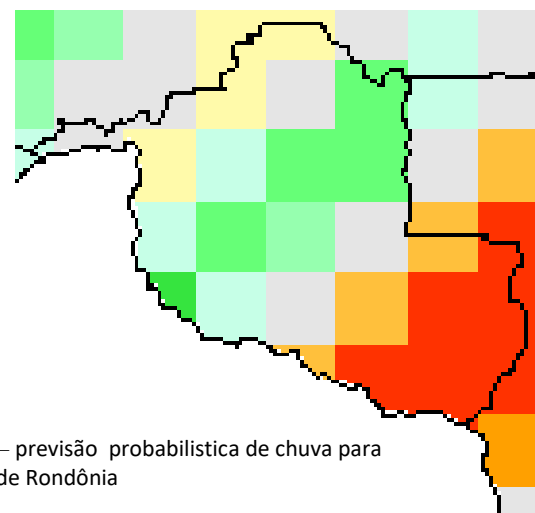 – previsão probabilistica de chuva para
de Rondônia